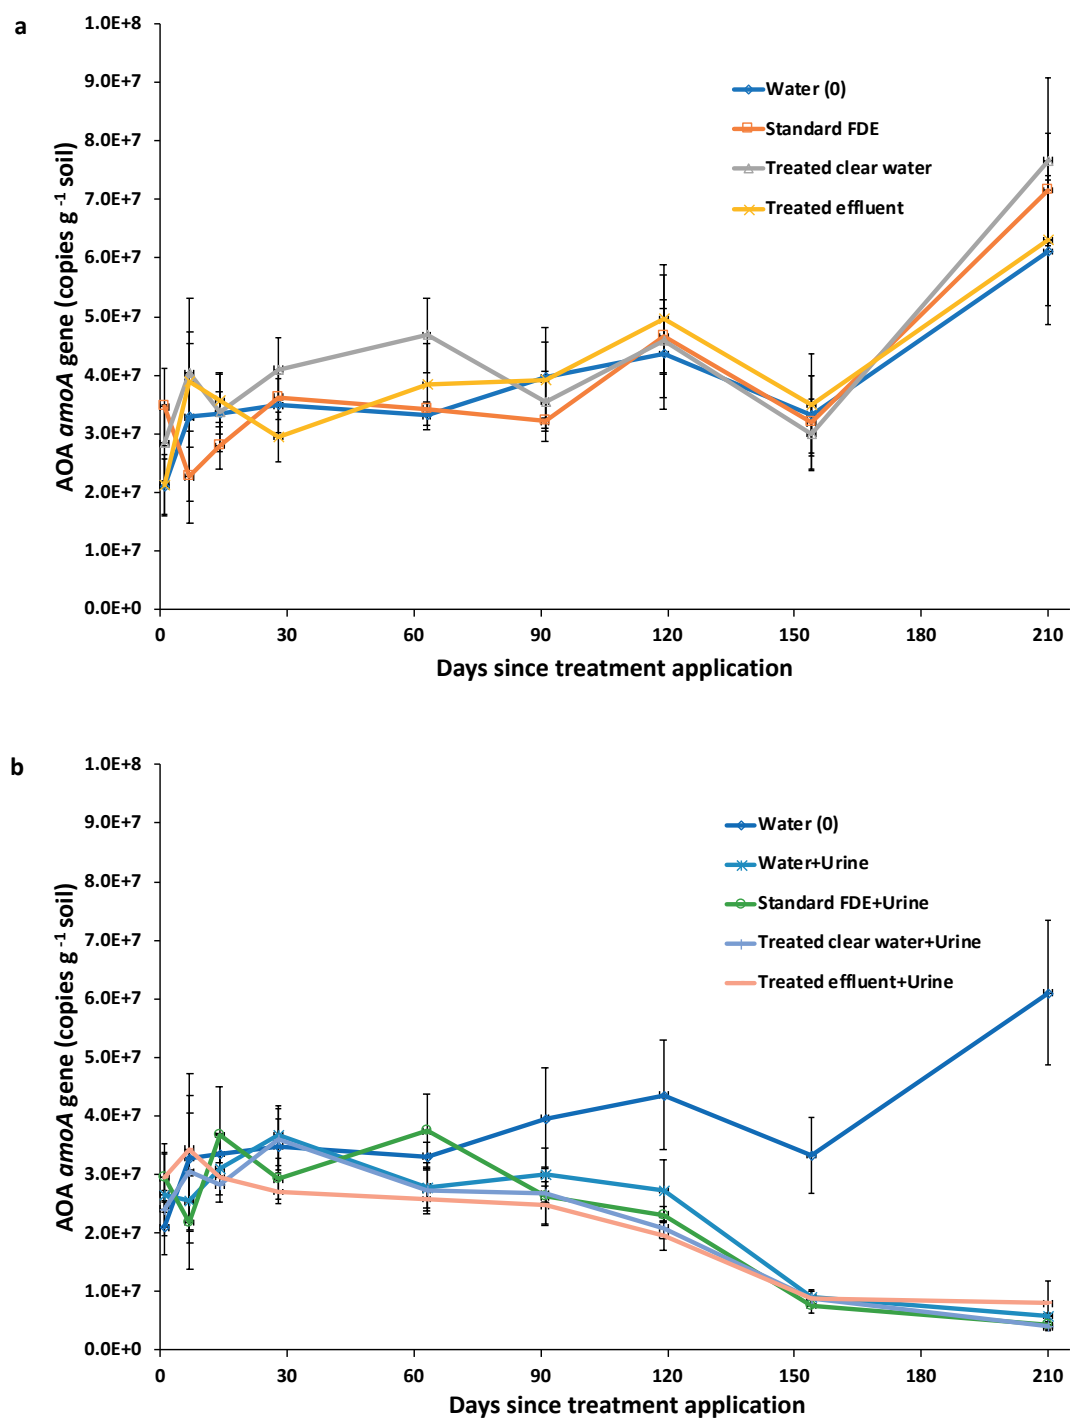 a
1.0E+8
9.0E+7
8.0E+7
7.0E+7
6.0E+7
5.0E+7
4.0E+7
3.0E+7
2.0E+7
1.0E+7
0.0E+0
AOA amoA gene (copies g⁻¹ soil)
Water (0)
Standard FDE
Treated clear water
Treated effluent
0 30 60 90 120 150 180 210
Days since treatment application
b
1.0E+8
9.0E+7
8.0E+7
7.0E+7
6.0E+7
5.0E+7
4.0E+7
3.0E+7
2.0E+7
1.0E+7
0.0E+0
AOA amoA gene (copies g⁻¹ soil)
Water (0)
Water+Urine
Standard FDE+Urine
Treated clear water+Urine
Treated effluent+Urine
0 30 60 90 120 150 180 210
Days since treatment application